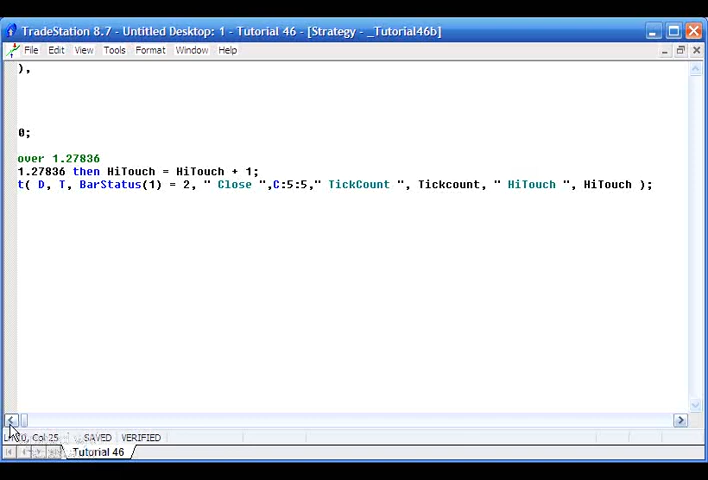 TradeStation 8.7 - Untitled Desktop: 1 - Tutorial 46 - [Strategy - _Tutorial46b]
File Edit View Tools Format Window Help
),
0;
over 1.27836
1.27836 then HiTouch = HiTouch + 1;
t( D, T, BarStatus(1) = 2, " Close ",C:5:5," TickCount ", Tickcount, " HiTouch ", HiTouch );
Col 25 SAVED VERIFIED
Tutorial 46